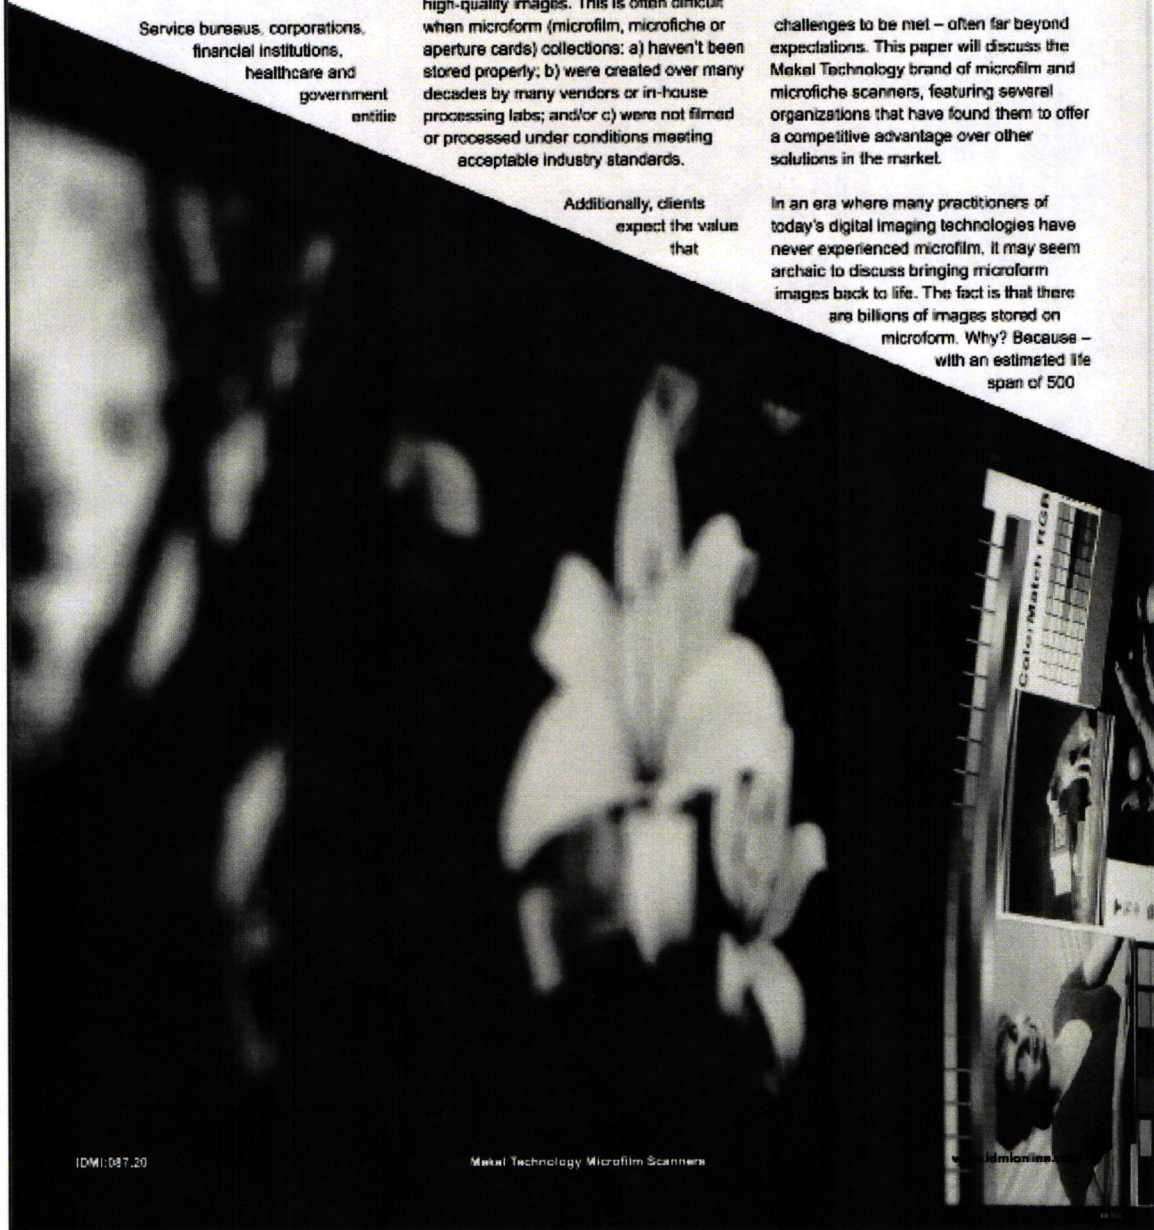 Service bureaus, corporations,
financial institutions,
healthcare and
government
entitie
high-quality images. This is often difficult
when microform (microfilm, microfiche or
aperture cards) collections: a) haven't been
stored properly; b) were created over many
decades by many vendors or in-house
processing labs; and/or c) were not filmed
or processed under conditions meeting
acceptable industry standards.
Additionally, clients
expect the value
that
challenges to be met – often far beyond
expectations. This paper will discuss the
Mekel Technology brand of microfilm and
microfiche scanners, featuring several
organizations that have found them to offer
a competitive advantage over other
solutions in the market.
In an era where many practitioners of
today's digital imaging technologies have
never experienced microfilm, it may seem
archaic to discuss bringing microform
images back to life. The fact is that there
are billions of images stored on
microform. Why? Because –
with an estimated life
span of 500
ColorMatch RGB
IDMI:087.20
Mekel Technology Microfilm Scanners
www.idmionline.com